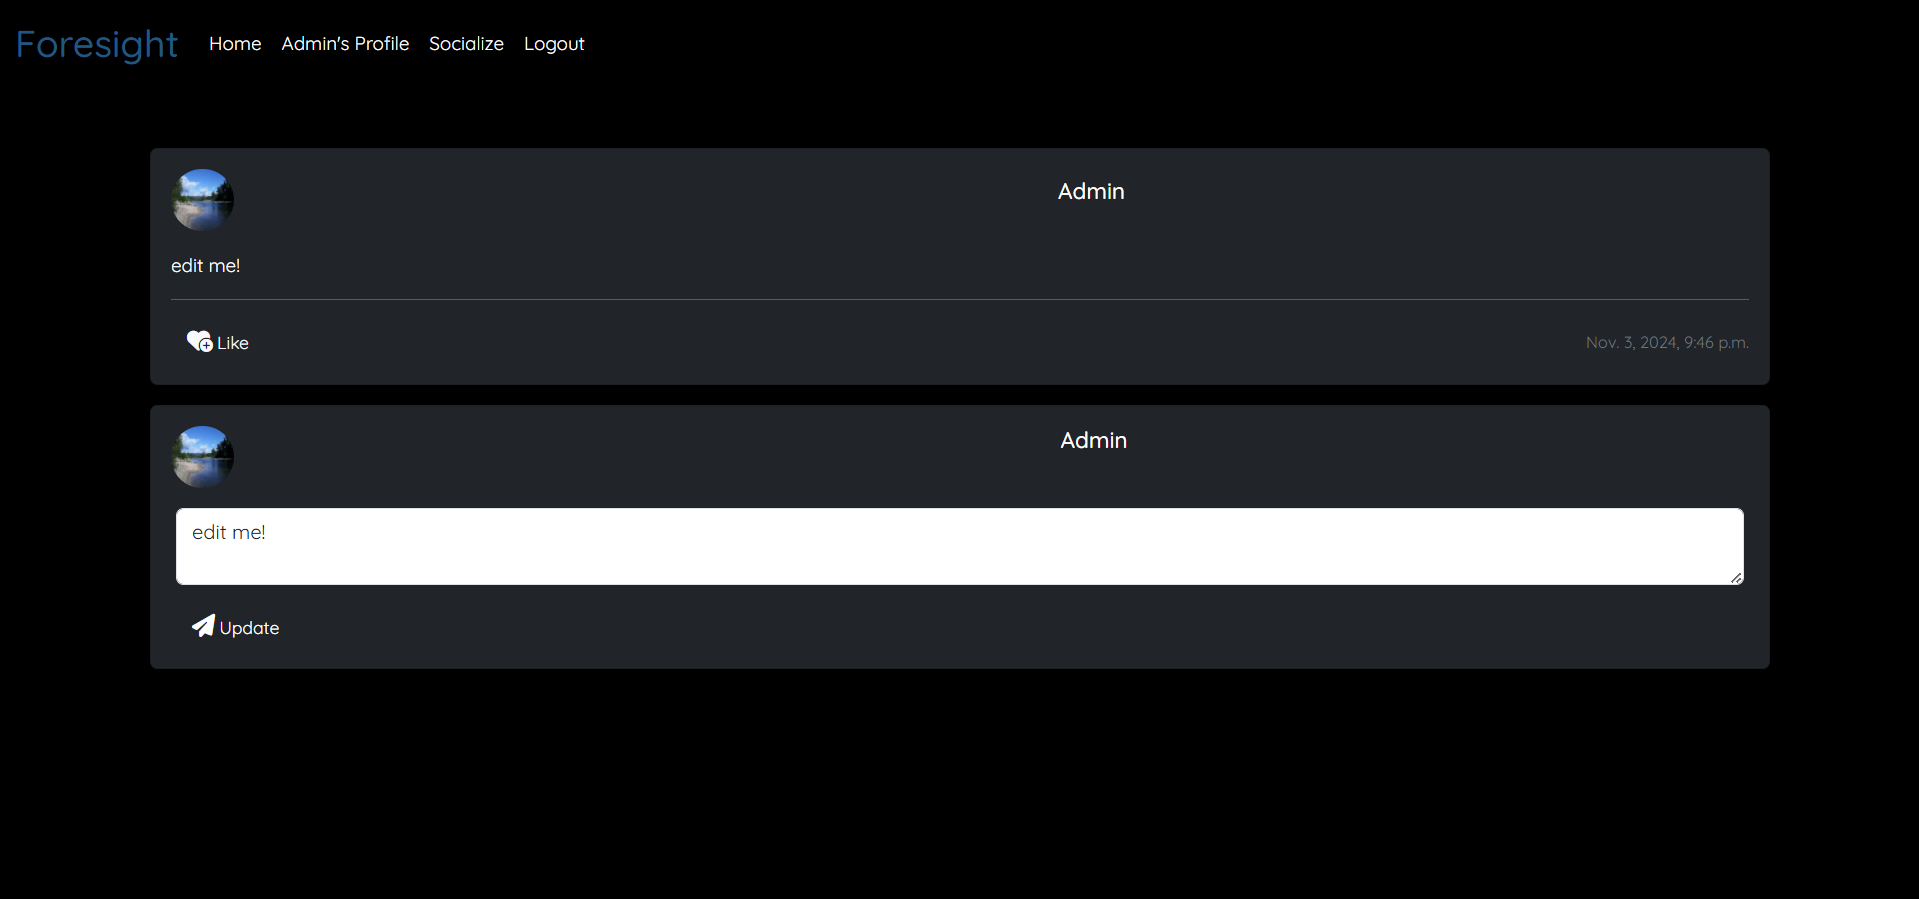 Foresight Home Admin's Profile Socialize Logout
Admin
edit me!
Like Nov. 3, 2024, 9:46 p.m.
Admin
edit me!
Update